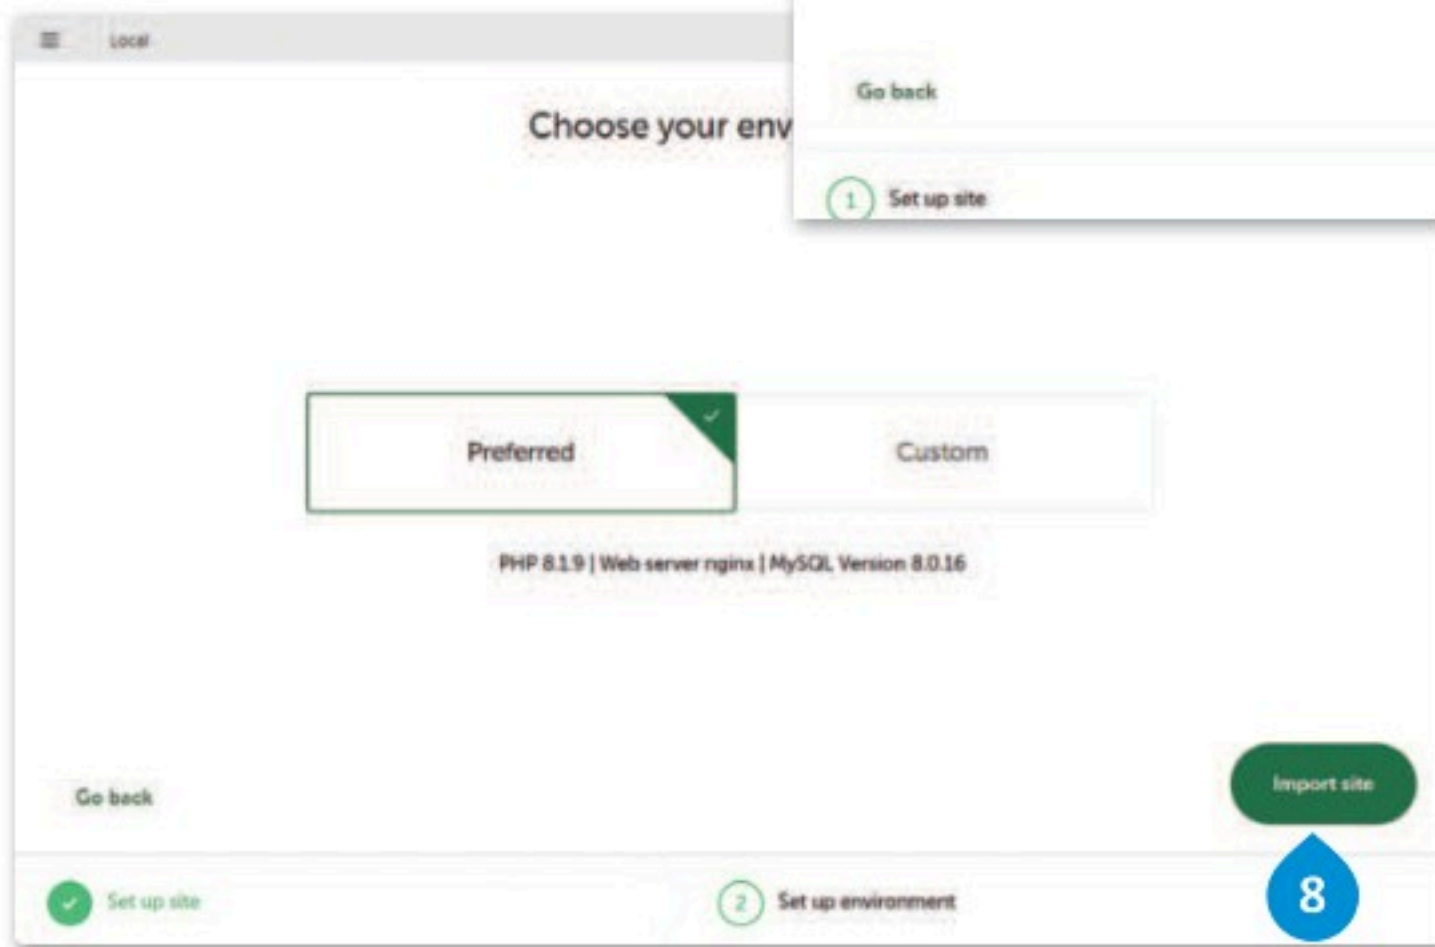 Local
Go back
Choose your env
1 Set up site
Preferred
Custom
PHP 8.1.9 | Web server nginx | MySQL Version 8.0.16
Import site
Go back
Set up site
2 Set up environment
8